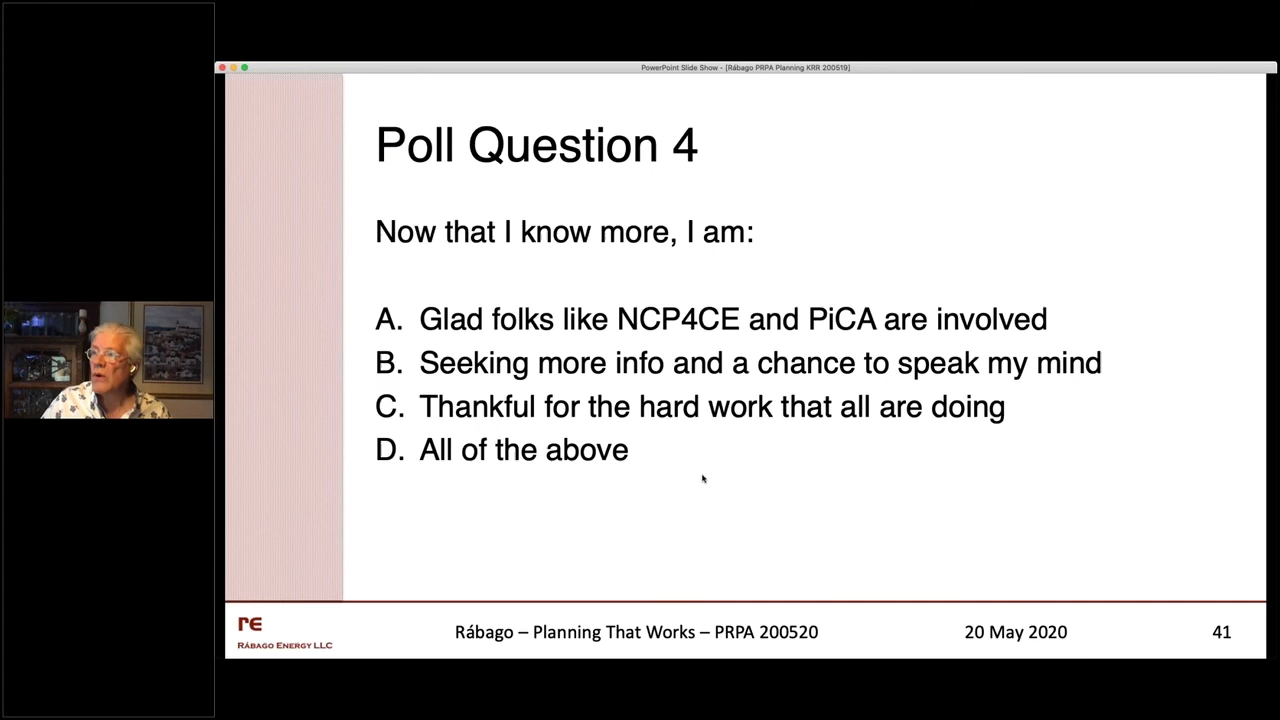 PowerPoint Slide Show - [Rábago PRPA Planning KRR 200519]
Poll Question 4
Now that I know more, I am:
A. Glad folks like NCP4CE and PiCA are involved
B. Seeking more info and a chance to speak my mind
C. Thankful for the hard work that all are doing
D. All of the above
re
RÁBAGO ENERGY LLC
Rábago – Planning That Works – PRPA 200520
20 May 2020
41